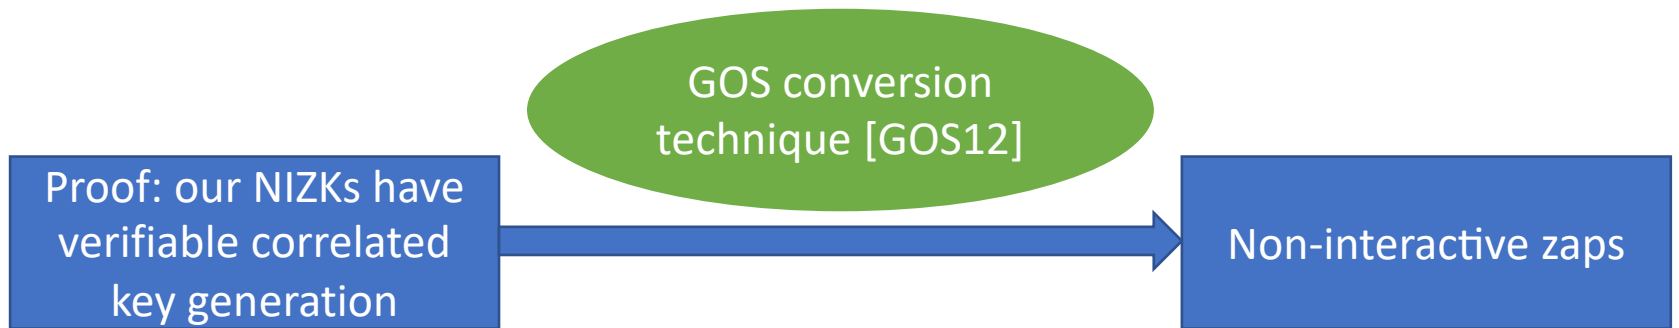 GOS conversion
technique [GOS12]
Proof: our NIZKs have
verifiable correlated
key generation
Non-interactive zaps